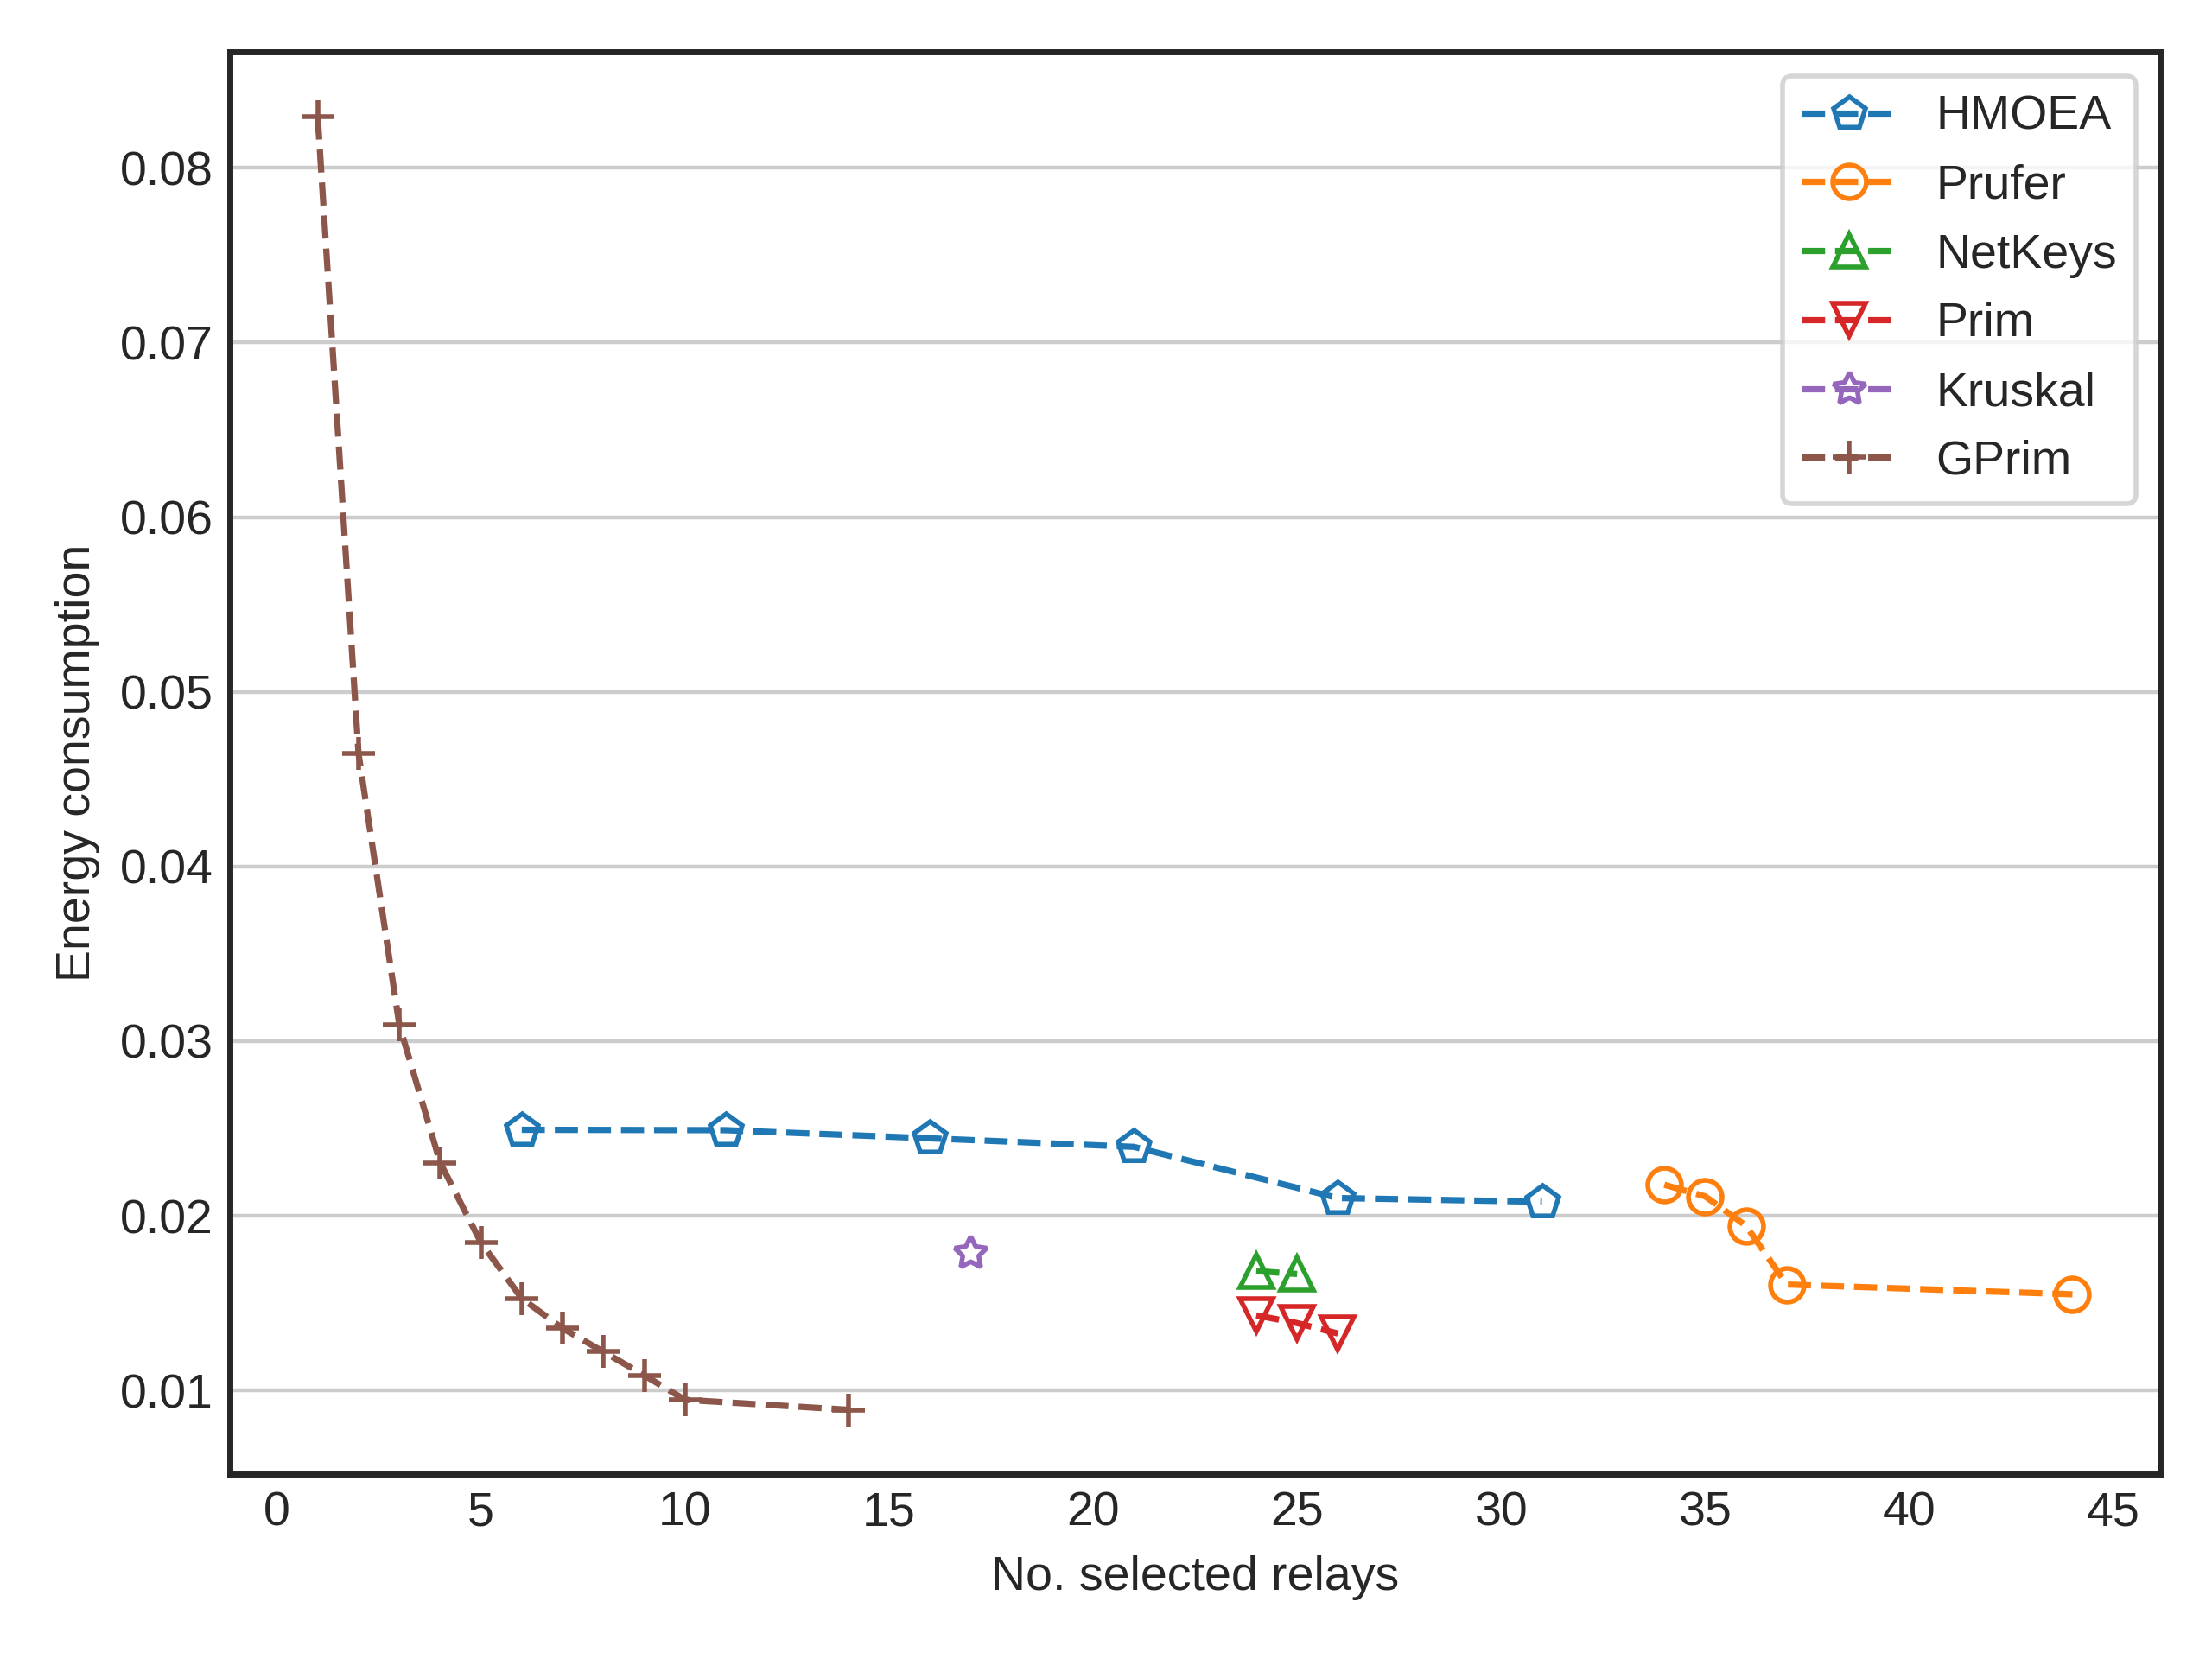 Energy consumption
0.08
0.07
0.06
0.05
0.04
0.03
0.02
0.01
HMOEA
Prufer
NetKeys
Prim
Kruskal
GPrim
0 5 10 15 20 25 30 35 40 45
No. selected relays